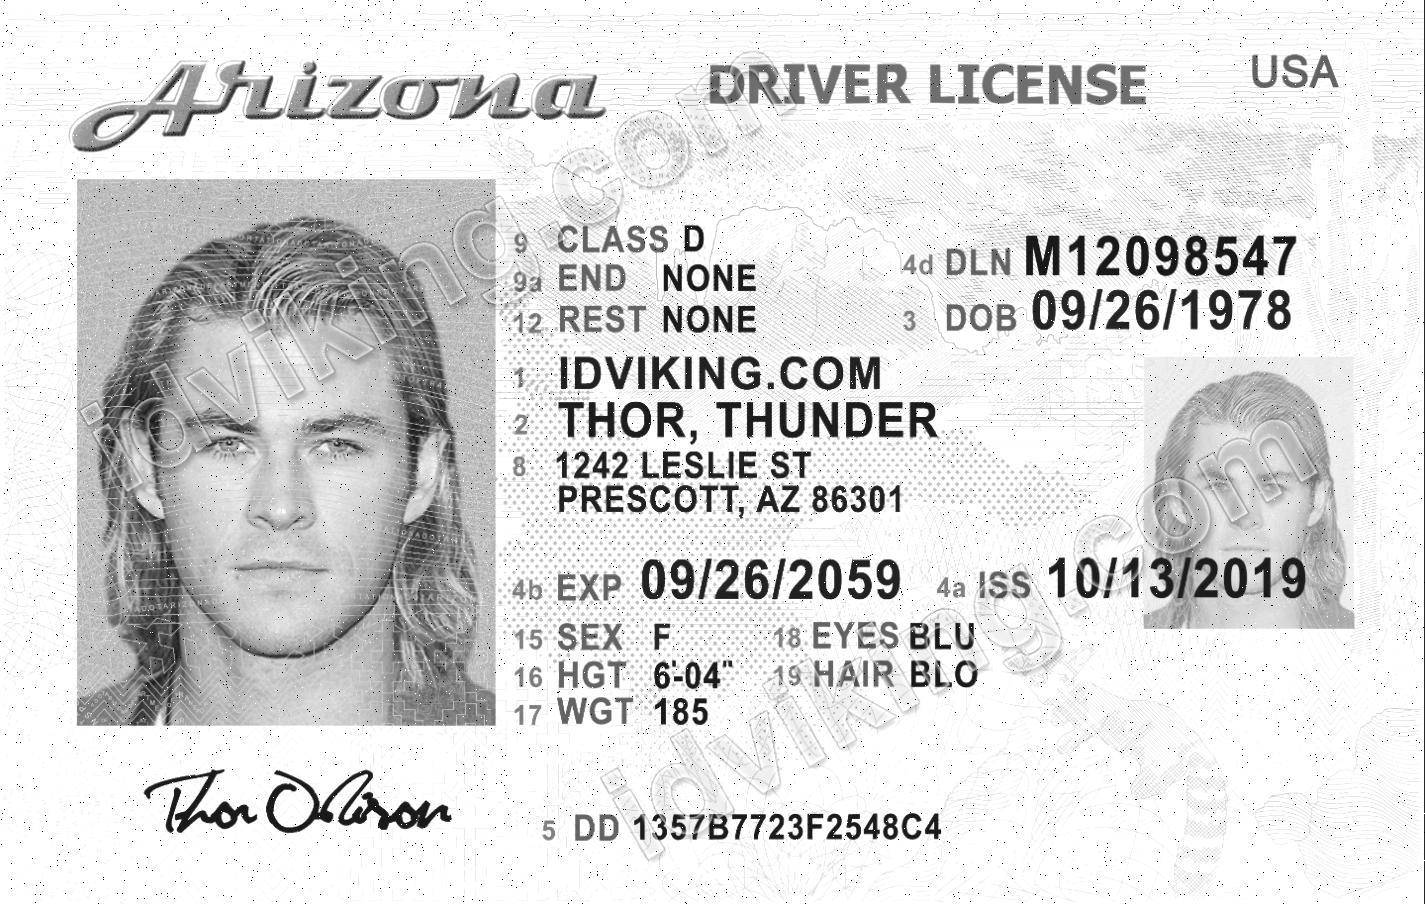 Arizona DRIVER LICENSE USA
9 CLASS D
9a END NONE
12 REST NONE
4d DLN M12098547
3 DOB 09/26/1978
1 IDVIKING.COM
2 THOR, THUNDER
8 1242 LESLIE ST
PRESCOTT, AZ 86301
4b EXP 09/26/2059 4a ISS 10/13/2019
15 SEX F 18 EYES BLU
16 HGT 6'-04" 19 HAIR BLO
17 WGT 185
Thor Odinson
5 DD 1357B7723F2548C4
idviking.com
idviking.com